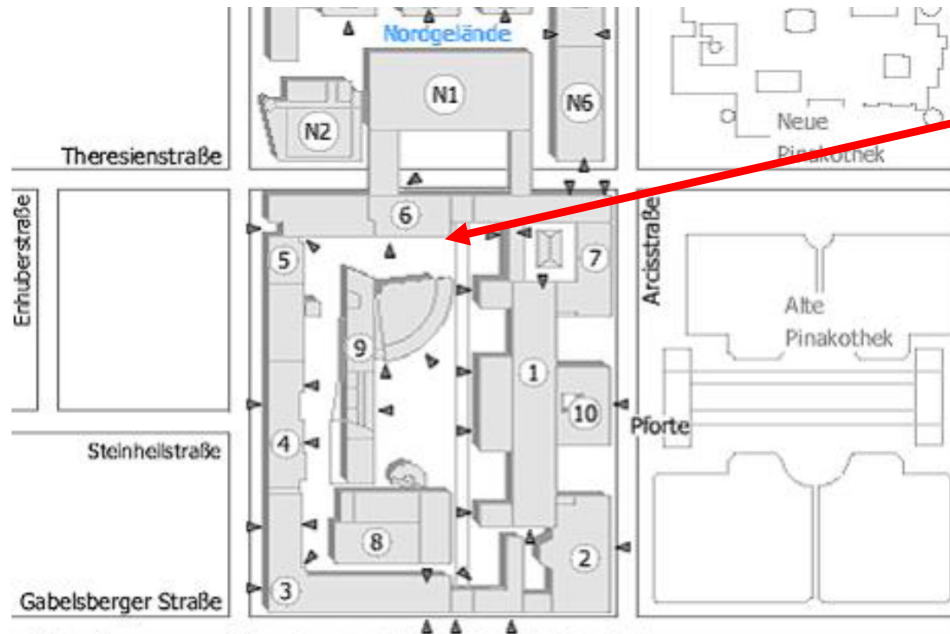 Nordgelände
N1
N6
N2
Neue
Pinakothek
Theresienstraße
6
5
7
Enhuberstraße
Arcisstraße
Alte
Pinakothek
9
1
10
Pforte
4
Steinheilstraße
8
2
3
Gabelsberger Straße